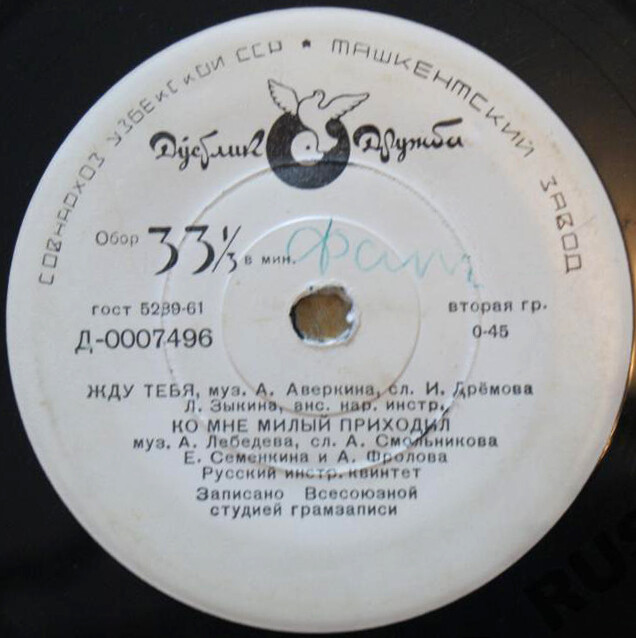 СОВНАРХОЗ УЗБЕКСКОЙ ССР * ТАШКЕНТСКИЙ ЗАВОД
Дўстлик Дружба
Обор 33⅓ в мин.
гост 5289-61 вторая гр.
Д-0007496 0-45
ЖДУ ТЕБЯ, муз. А. Аверкина, сл. И. Дрёмова
Л. Зыкина, анс. нар. инстр.
КО МНЕ МИЛЫЙ ПРИХОДИЛ
муз. А. Лебедева, сл. А. Смольникова
Е. Семенкина и А. Фролова
Русский инстр. квинтет
Записано Всесоюзной
студией грамзаписи
RUS